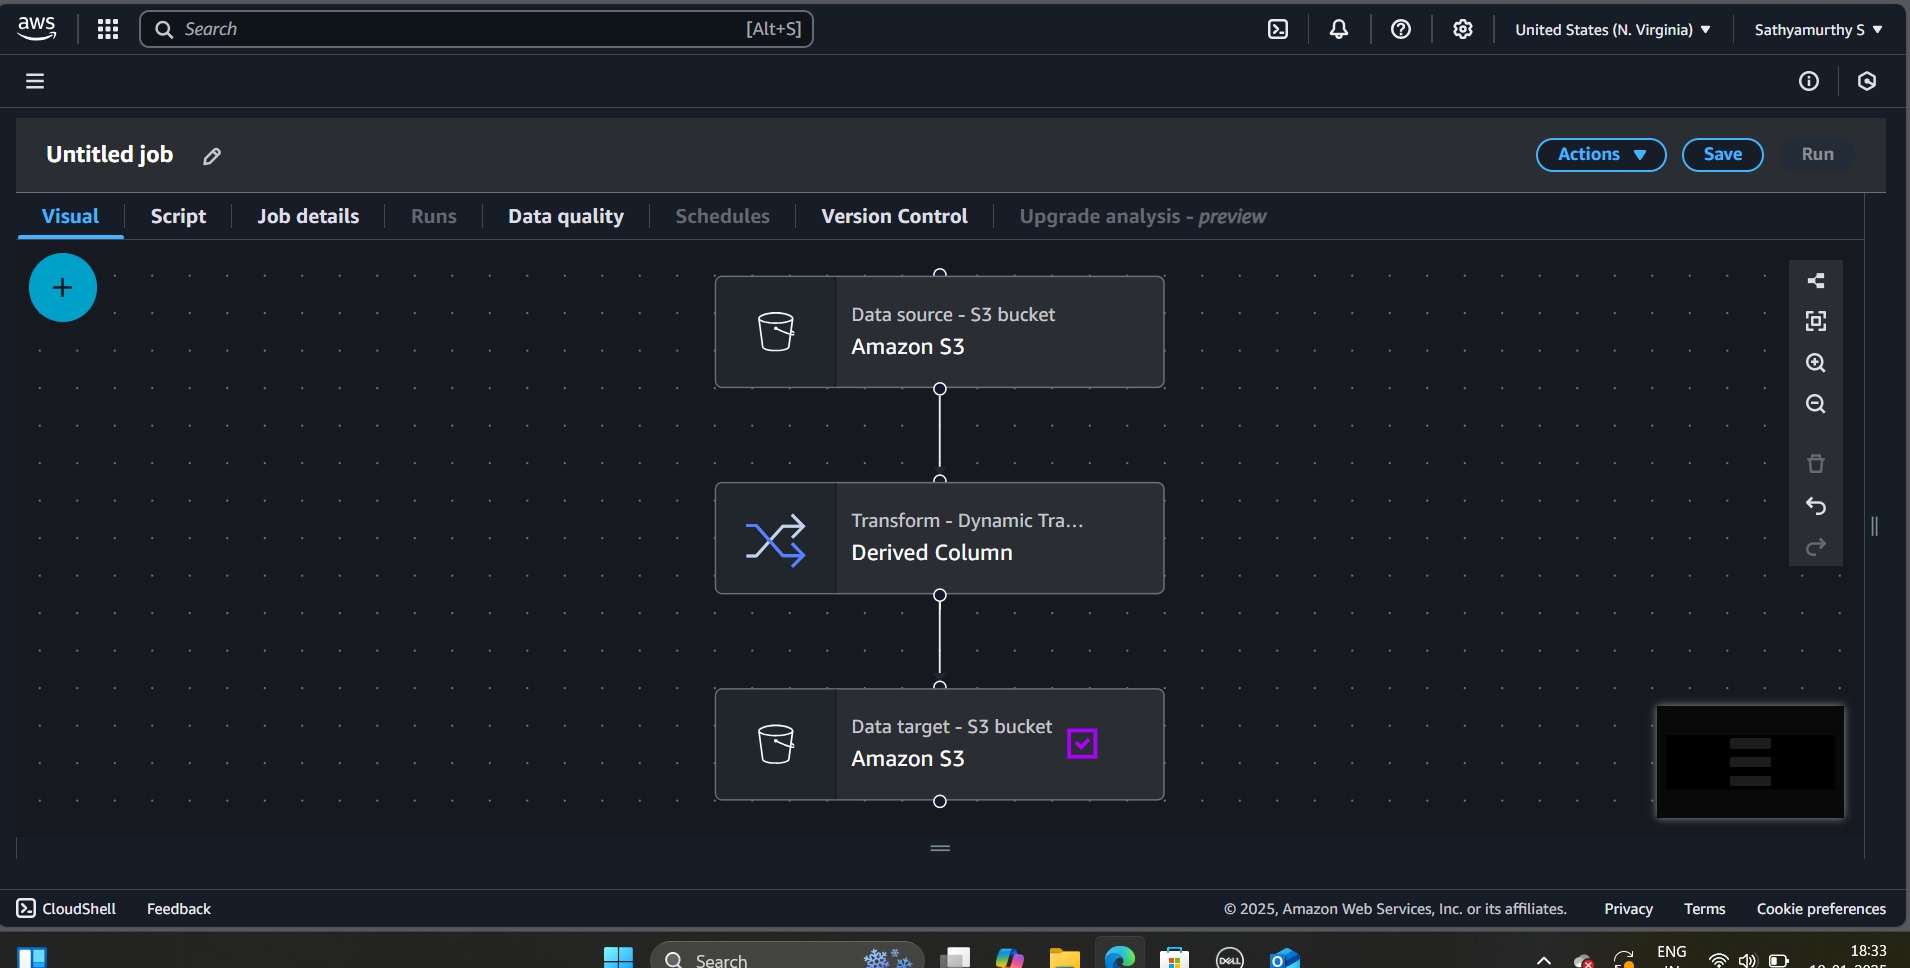 aws
Search [Alt+S]
United States (N. Virginia)
Sathyamurthy S
Untitled job
Actions
Save
Run
Visual
Script
Job details
Runs
Data quality
Schedules
Version Control
Upgrade analysis - preview
+
Data source - S3 bucket
Amazon S3
Transform - Dynamic Tra...
Derived Column
Data target - S3 bucket
Amazon S3
CloudShell
Feedback
© 2025, Amazon Web Services, Inc. or its affiliates.
Privacy
Terms
Cookie preferences
Search
DELL
ENG
18:33